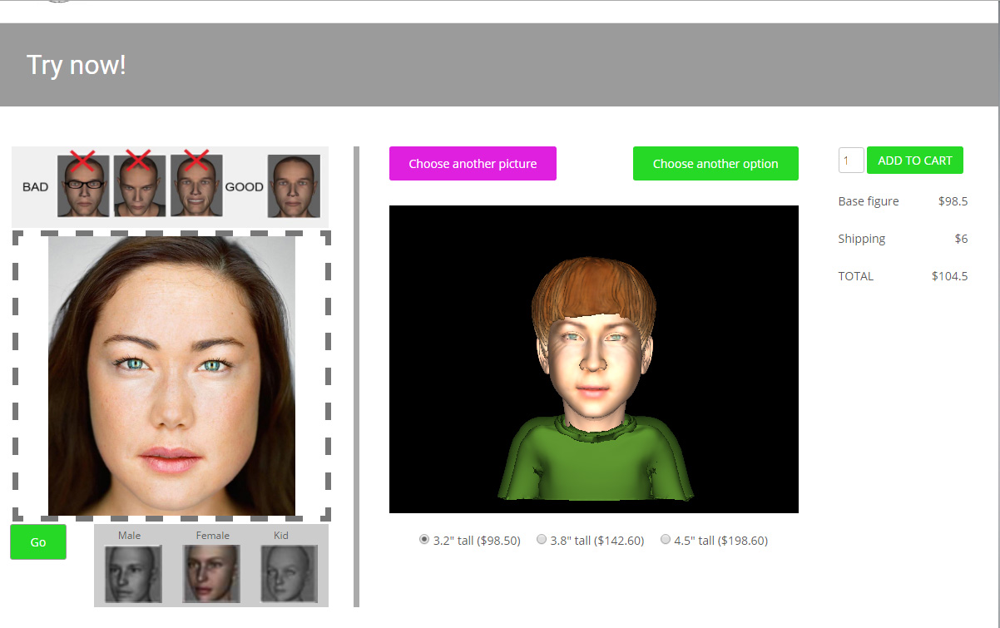 Try now!
BAD
GOOD
Go
Male
Female
Kid
Choose another picture
Choose another option
3.2" tall ($98.50)
3.8" tall ($142.60)
4.5" tall ($198.60)
1
ADD TO CART
Base figure $98.5
Shipping $6
TOTAL $104.5